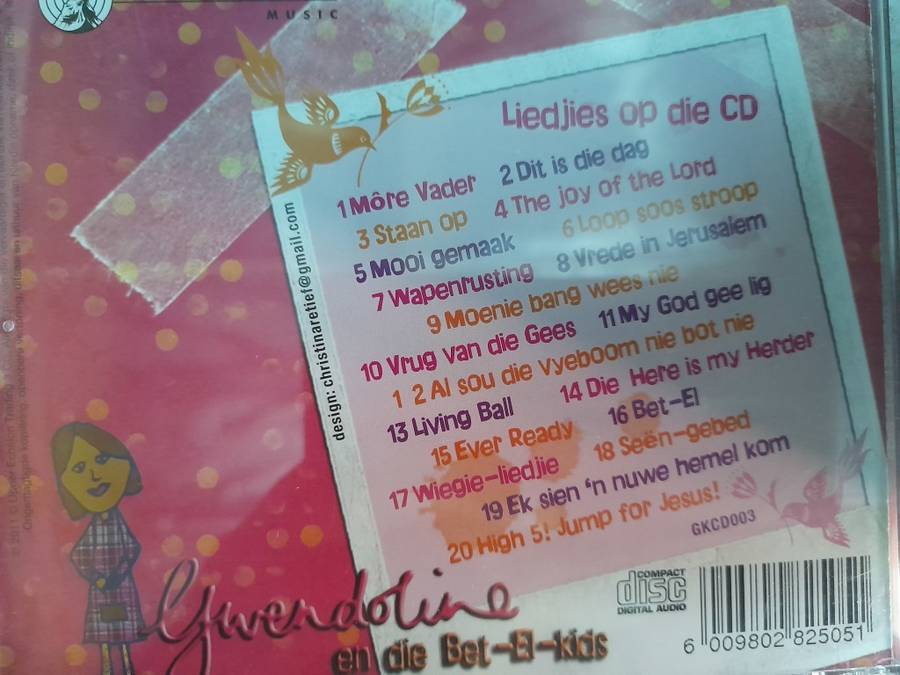 MUSIC
Liedjies op die CD
1 Môre Vader 2 Dit is die dag
3 Staan op 4 The joy of the Lord
5 Mooi gemaak 6 Loop soos stroop
7 Wapenrusting 8 Vrede in Jerusalem
9 Moenie bang wees nie
10 Vrug van die Gees 11 My God gee lig
1 2 Al sou die vyeboom nie bot nie
13 Living Ball 14 Die Here is my Herder
15 Ever Ready 16 Bet-El
17 Wiegie-liedjie 18 Seën-gebed
19 Ek sien 'n nuwe hemel kom
20 High 5! Jump for Jesus!
GKCD003
design: christinaretief@gmail.com
Gwendoline
en die Bet-El-kids
COMPACT
disc
DIGITAL AUDIO
6 009802 825051